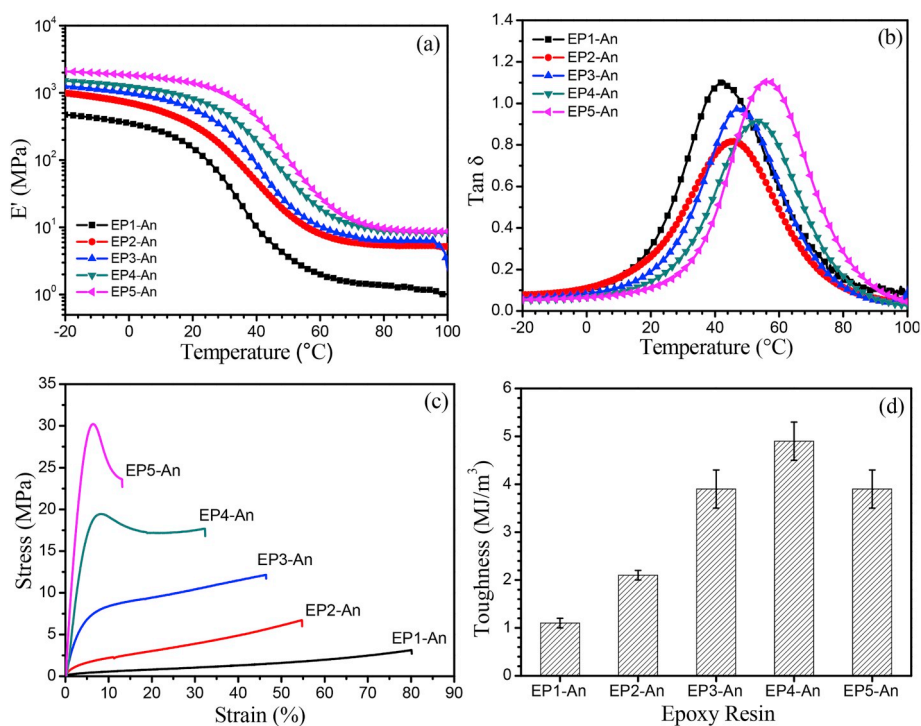 (a)
10⁴
10³
10²
10¹
10⁰
E' (MPa)
EP1-An
EP2-An
EP3-An
EP4-An
EP5-An
-20 0 20 40 60 80 100
Temperature (°C)
(b)
1.4
1.2
1.0
0.8
0.6
0.4
0.2
0.0
Tan δ
EP1-An
EP2-An
EP3-An
EP4-An
EP5-An
-20 0 20 40 60 80 100
Temperature (°C)
(c)
35
30
25
20
15
10
5
0
Stress (MPa)
EP5-An
EP4-An
EP3-An
EP2-An
EP1-An
0 10 20 30 40 50 60 70 80 90
Strain (%)
(d)
6
5
4
3
2
1
0
Toughness (MJ/m³)
EP1-An EP2-An EP3-An EP4-An EP5-An
Epoxy Resin